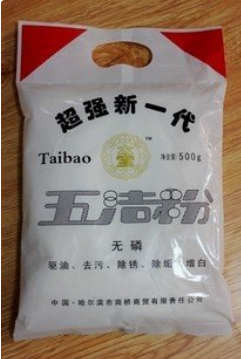 超强新一代
Taibao
TM
净含量:500g
五洁粉
无磷
驱油、去污、除锈、除垢、增白
中国·哈尔滨市商桥商贸有限责任公司